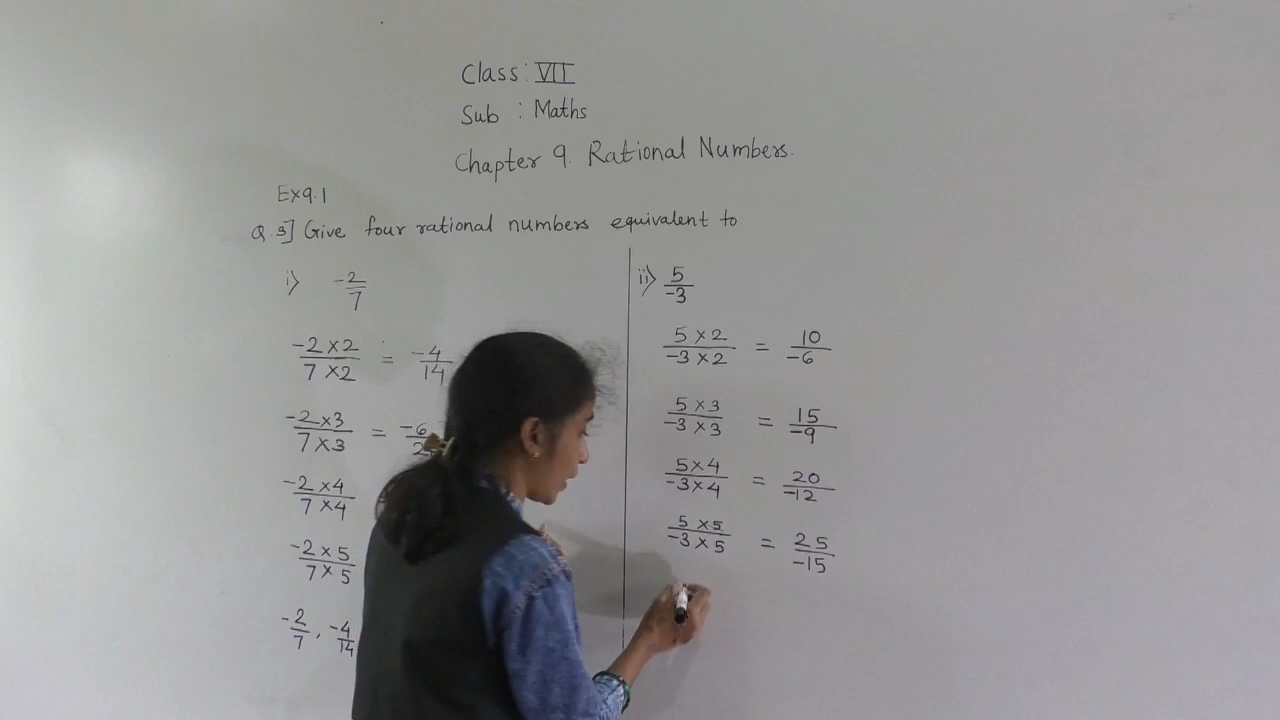 Class: VII
Sub : Maths
Chapter 9. Rational Numbers.
Ex 9.1
Q.3] Give four rational numbers equivalent to
i) -2/7
(-2 × 2)/(7 × 2) = -4/14
(-2 × 3)/(7 × 3) = -6/2
(-2 × 4)/(7 × 4)
(-2 × 5)/(7 × 5)
-2/7, -4/14
ii) 5/-3
(5 × 2)/(-3 × 2) = 10/-6
(5 × 3)/(-3 × 3) = 15/-9
(5 × 4)/(-3 × 4) = 20/-12
(5 × 5)/(-3 × 5) = 25/-15